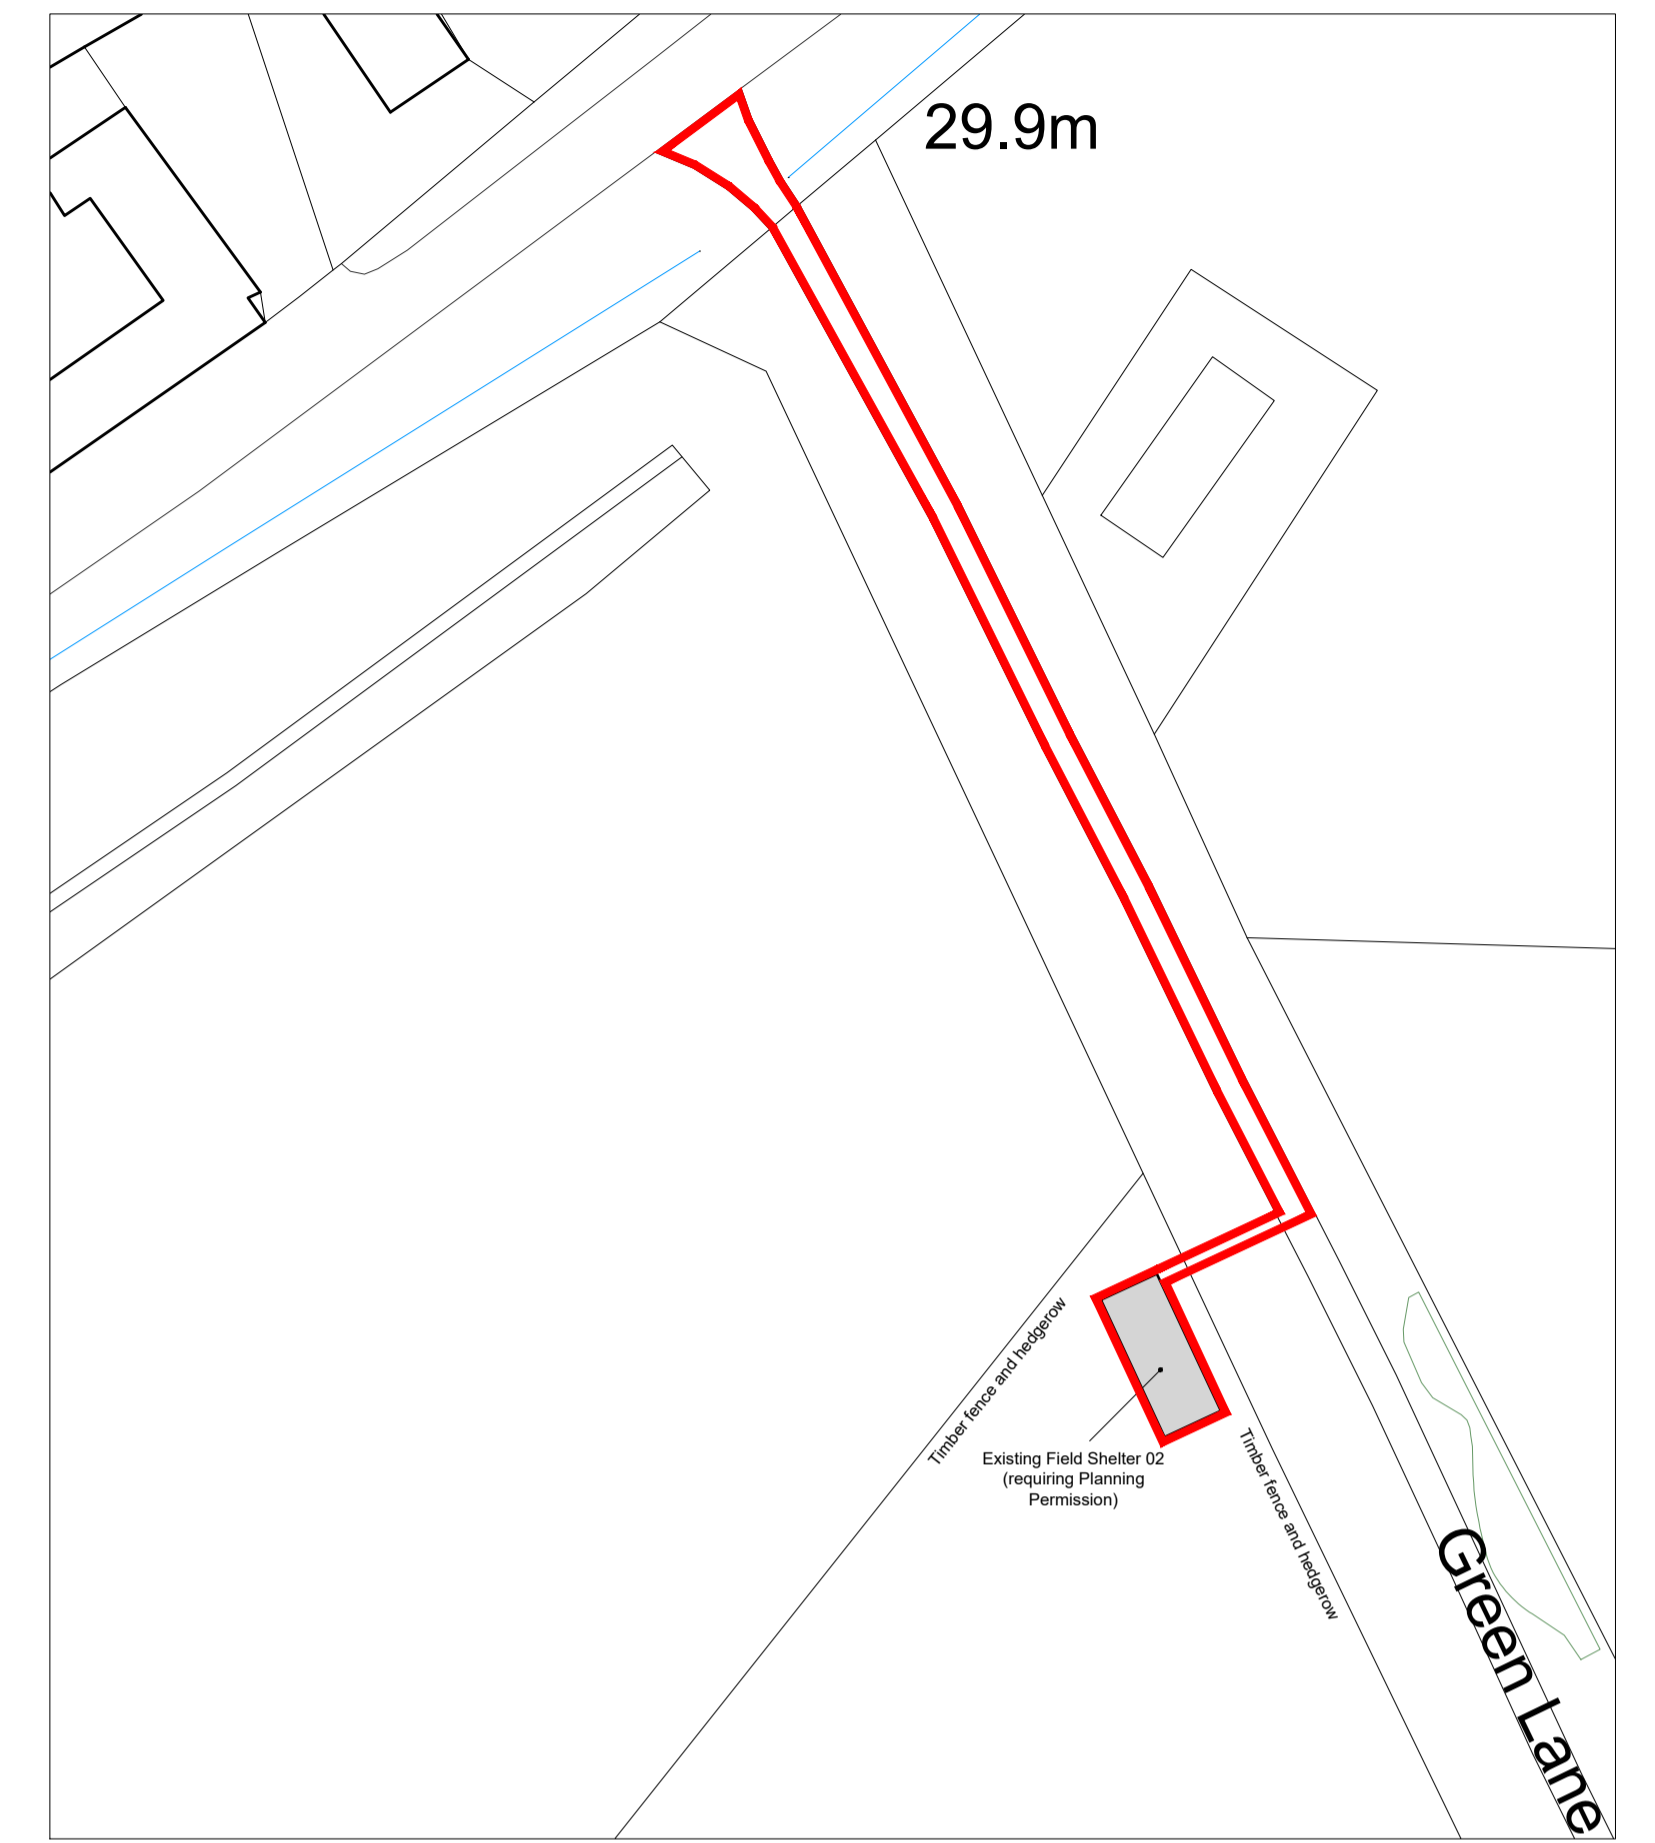 29.9m
Timber fence and hedgerow
Existing Field Shelter 02
(requiring Planning
Permission)
Timber fence and hedgerow
Green Lane